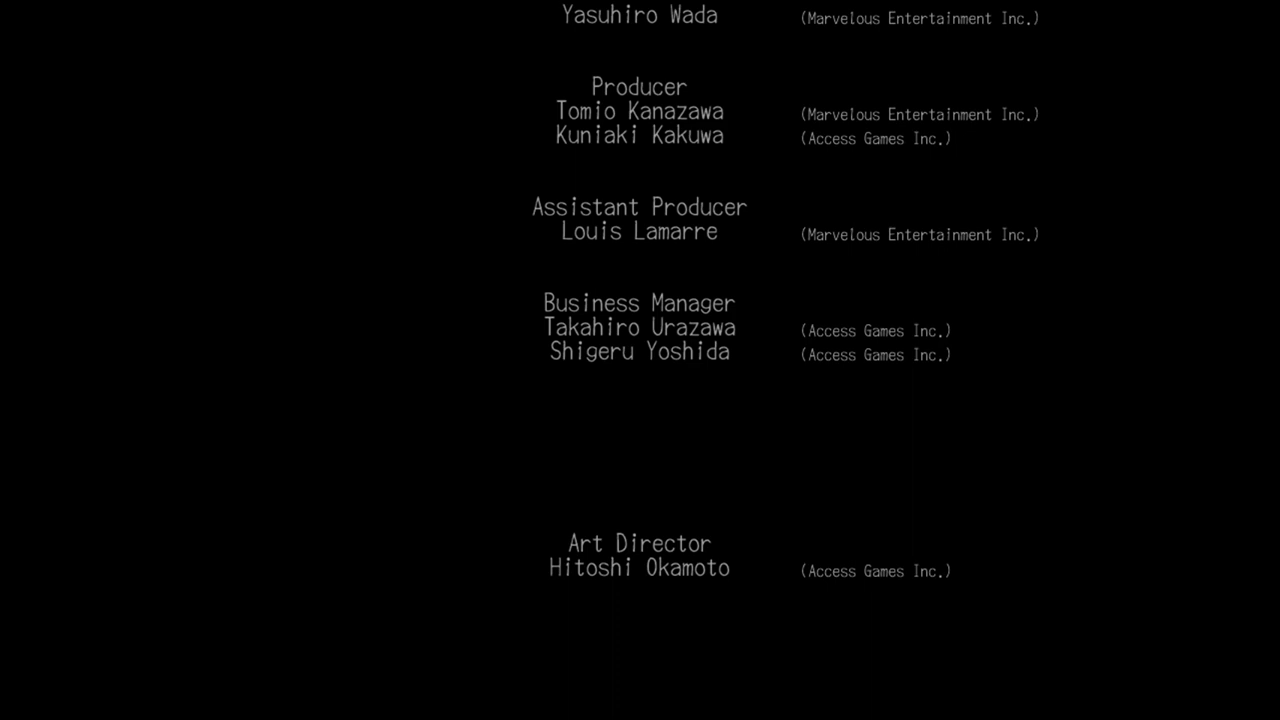 Yasuhiro Wada (Marvelous Entertainment Inc.)
Producer
Tomio Kanazawa (Marvelous Entertainment Inc.)
Kuniaki Kakuwa (Access Games Inc.)
Assistant Producer
Louis Lamarre (Marvelous Entertainment Inc.)
Business Manager
Takahiro Urazawa (Access Games Inc.)
Shigeru Yoshida (Access Games Inc.)
Art Director
Hitoshi Okamoto (Access Games Inc.)